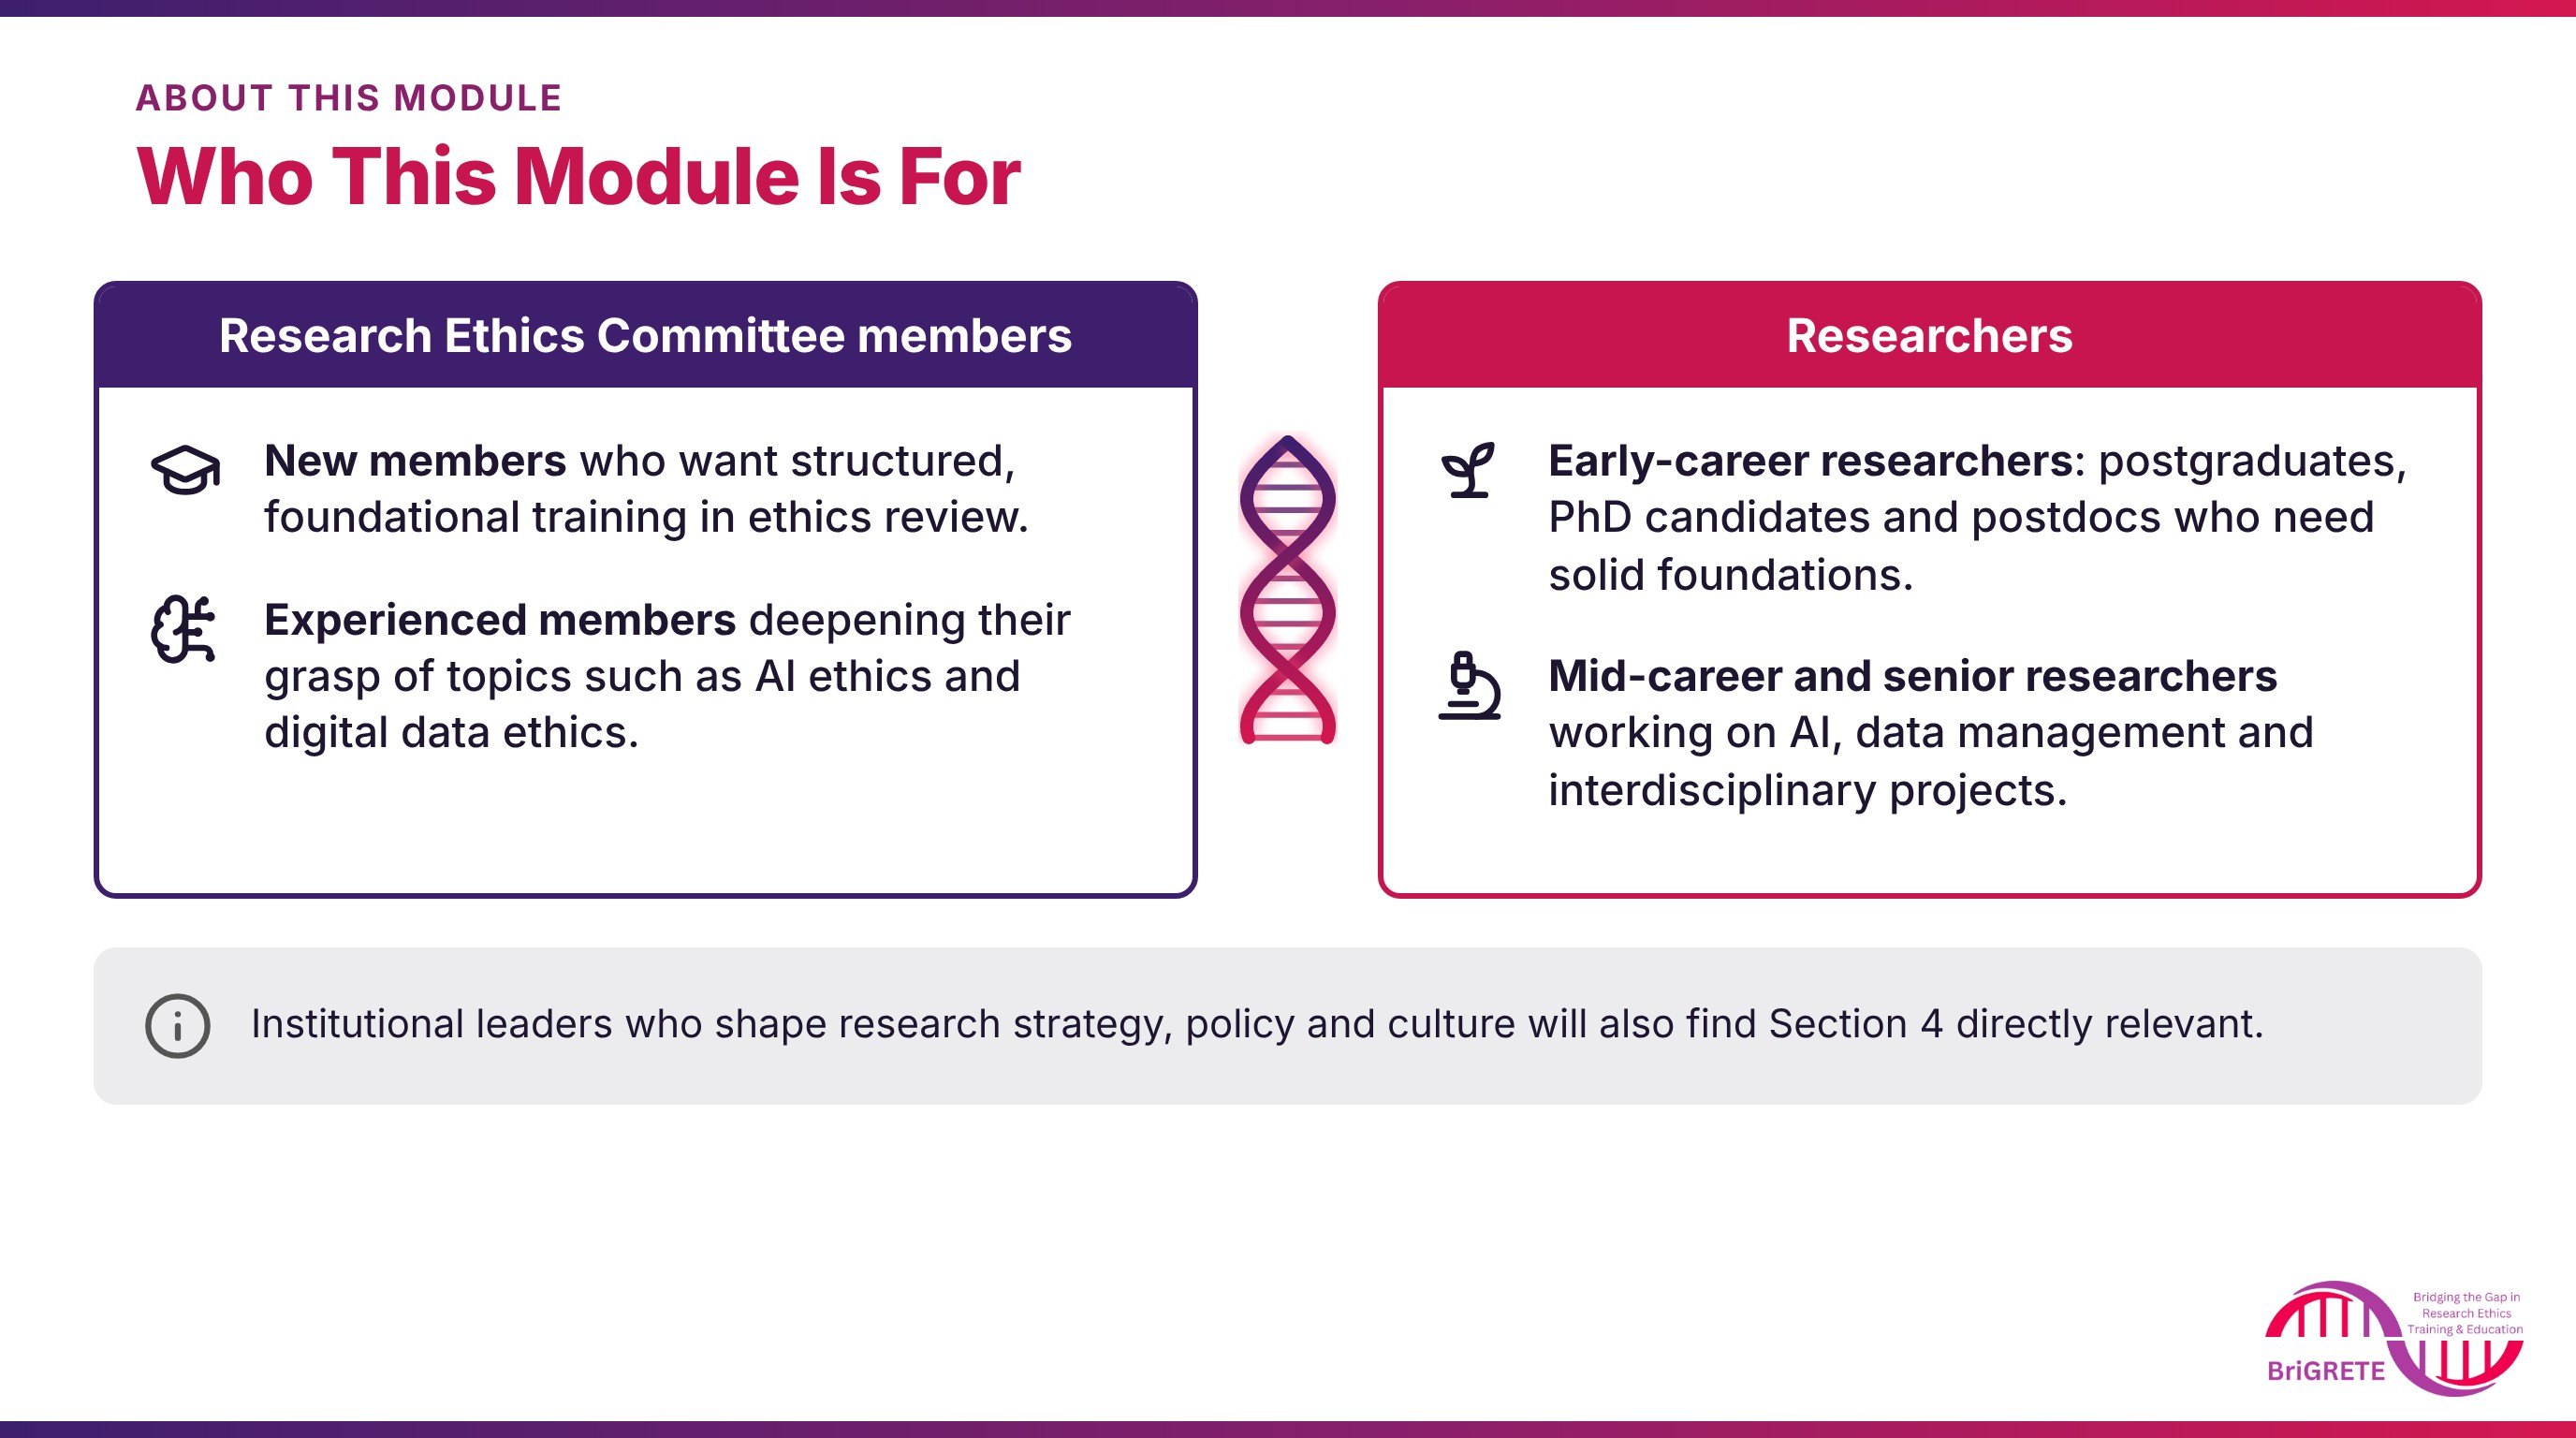 ABOUT THIS MODULE
Who This Module Is For
Research Ethics Committee members
New members who want structured,
foundational training in ethics review.
Experienced members deepening their
grasp of topics such as AI ethics and
digital data ethics.
Researchers
Early-career researchers: postgraduates,
PhD candidates and postdocs who need
solid foundations.
Mid-career and senior researchers
working on AI, data management and
interdisciplinary projects.
Institutional leaders who shape research strategy, policy and culture will also find Section 4 directly relevant.
Bridging the Gap in
Research Ethics
Training & Education
BriGRETE